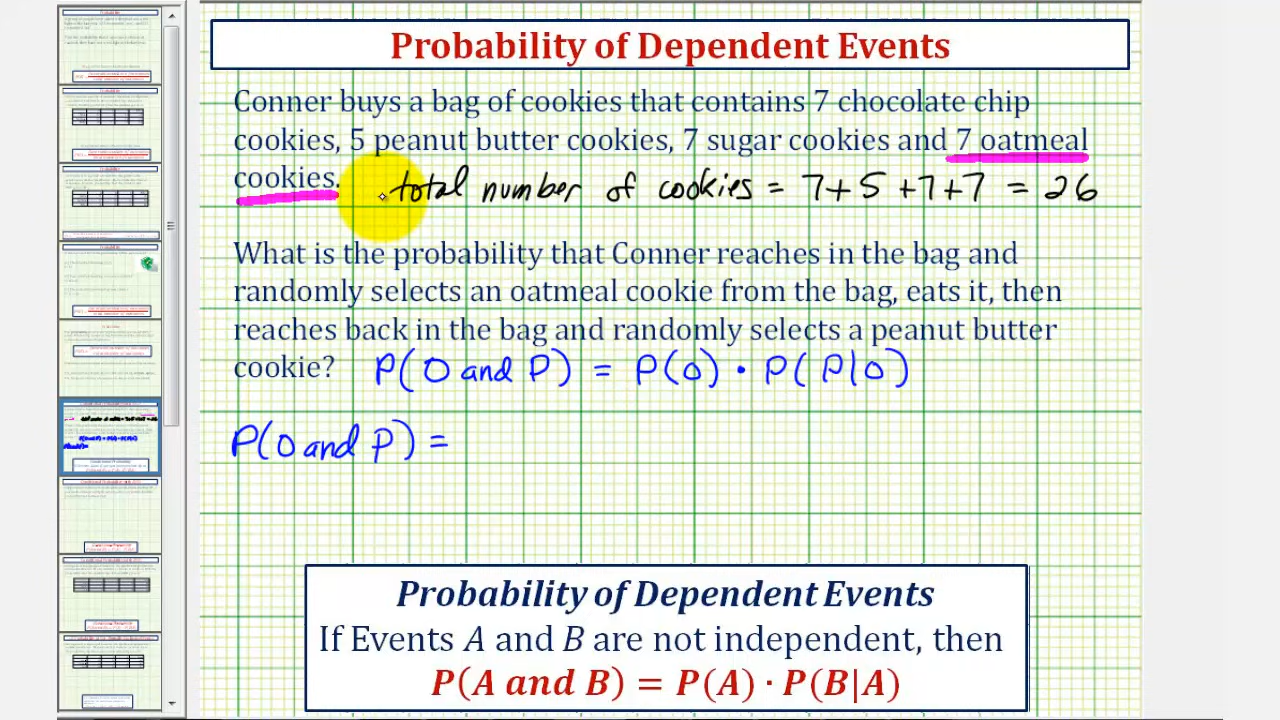 Probability of Dependent Events
Conner buys a bag of cookies that contains 7 chocolate chip
cookies, 5 peanut butter cookies, 7 sugar cookies and 7 oatmeal
cookies. total number of cookies = 7+5+7+7 = 26
What is the probability that Conner reaches in the bag and
randomly selects an oatmeal cookie from the bag, eats it, then
reaches back in the bag and randomly selects a peanut butter
cookie? P(O and P) = P(O) · P(P|O)
P(O and P) =
Probability of Dependent Events
If Events A and B are not independent, then
P(A and B) = P(A) · P(B|A)